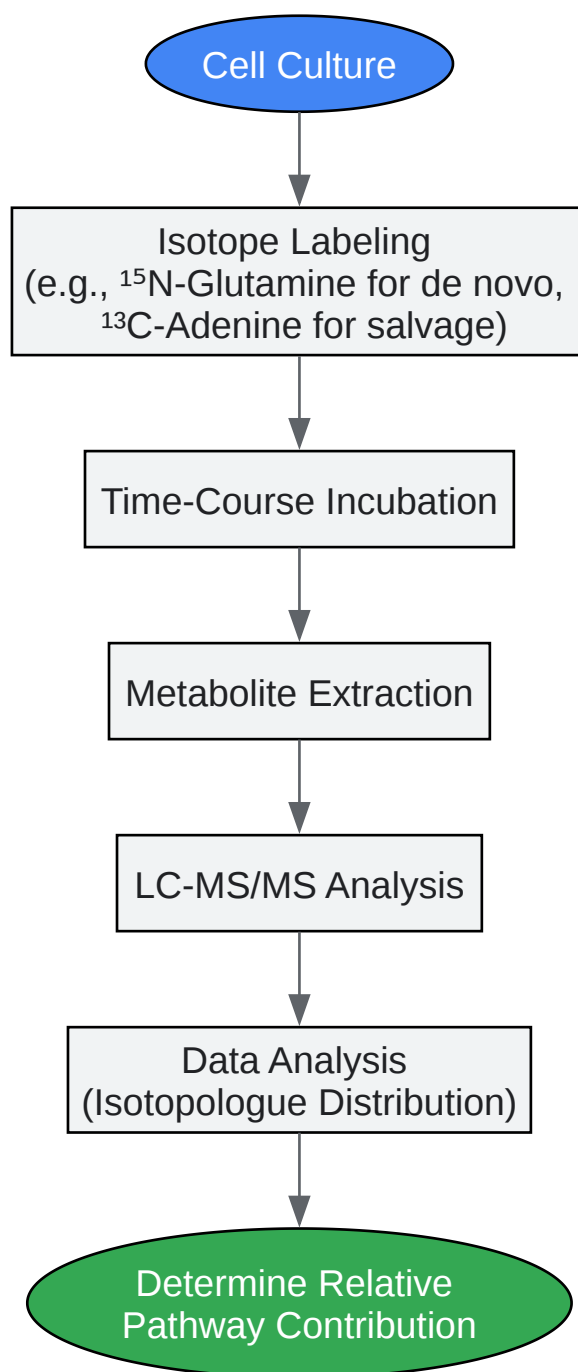 Cell Culture
Isotope Labeling
(e.g., ¹⁵N-Glutamine for de novo,
¹³C-Adenine for salvage)
Time-Course Incubation
Metabolite Extraction
LC-MS/MS Analysis
Data Analysis
(Isotopologue Distribution)
Determine Relative
Pathway Contribution